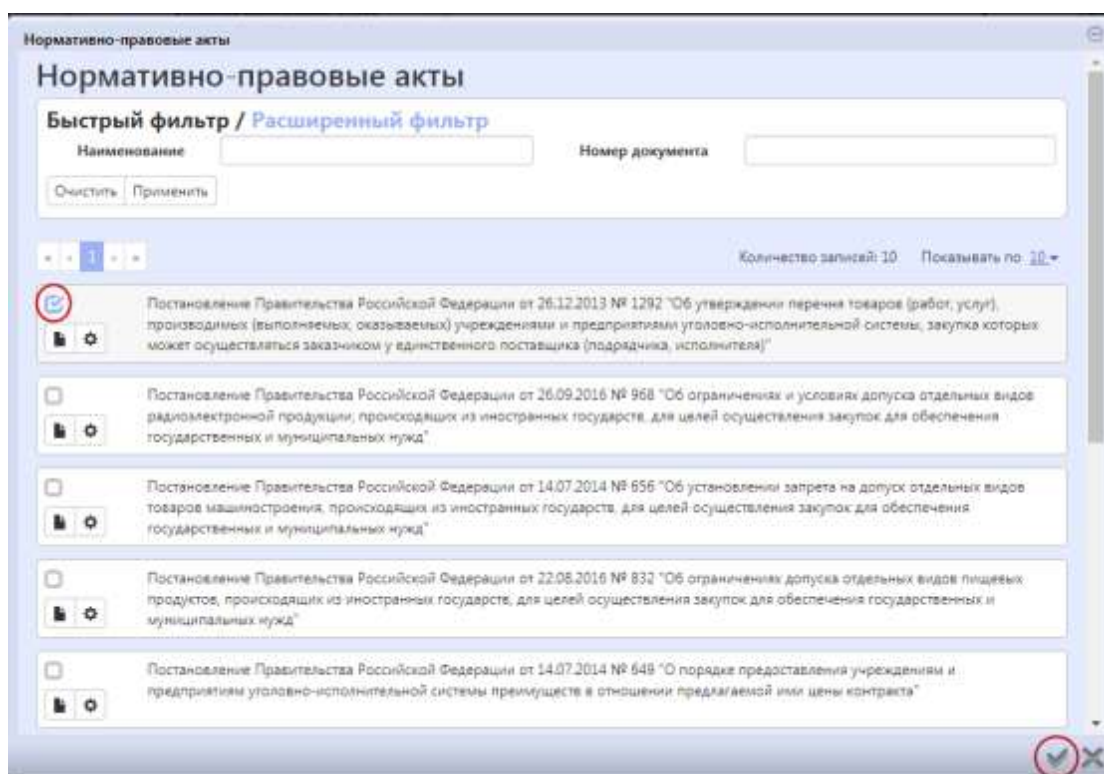 Нормативно-правовые акты
Нормативно-правовые акты
Быстрый фильтр / Расширенный фильтр
Наименование Номер документа
Очистить Применить
« ‹ 1 › » Количество записей: 10 Показывать по 10
Постановление Правительства Российской Федерации от 26.12.2013 № 1292 "Об утверждении перечня товаров (работ, услуг),
производимых (выполняемых, оказываемых) учреждениями и предприятиями уголовно-исполнительной системы, закупка которых
может осуществляться заказчиком у единственного поставщика (подрядчика, исполнителя)"
Постановление Правительства Российской Федерации от 26.09.2016 № 968 "Об ограничениях и условиях допуска отдельных видов
радиоэлектронной продукции, происходящих из иностранных государств, для целей осуществления закупок для обеспечения
государственных и муниципальных нужд"
Постановление Правительства Российской Федерации от 14.07.2014 № 656 "Об установлении запрета на допуск отдельных видов
товаров машиностроения, происходящих из иностранных государств, для целей осуществления закупок для обеспечения
государственных и муниципальных нужд"
Постановление Правительства Российской Федерации от 22.08.2016 № 832 "Об ограничениях допуска отдельных видов пищевых
продуктов, происходящих из иностранных государств, для целей осуществления закупок для обеспечения государственных и
муниципальных нужд"
Постановление Правительства Российской Федерации от 14.07.2014 № 649 "О порядке предоставления учреждениям и
предприятиям уголовно-исполнительной системы преимуществ в отношении предлагаемой ими цены контракта"